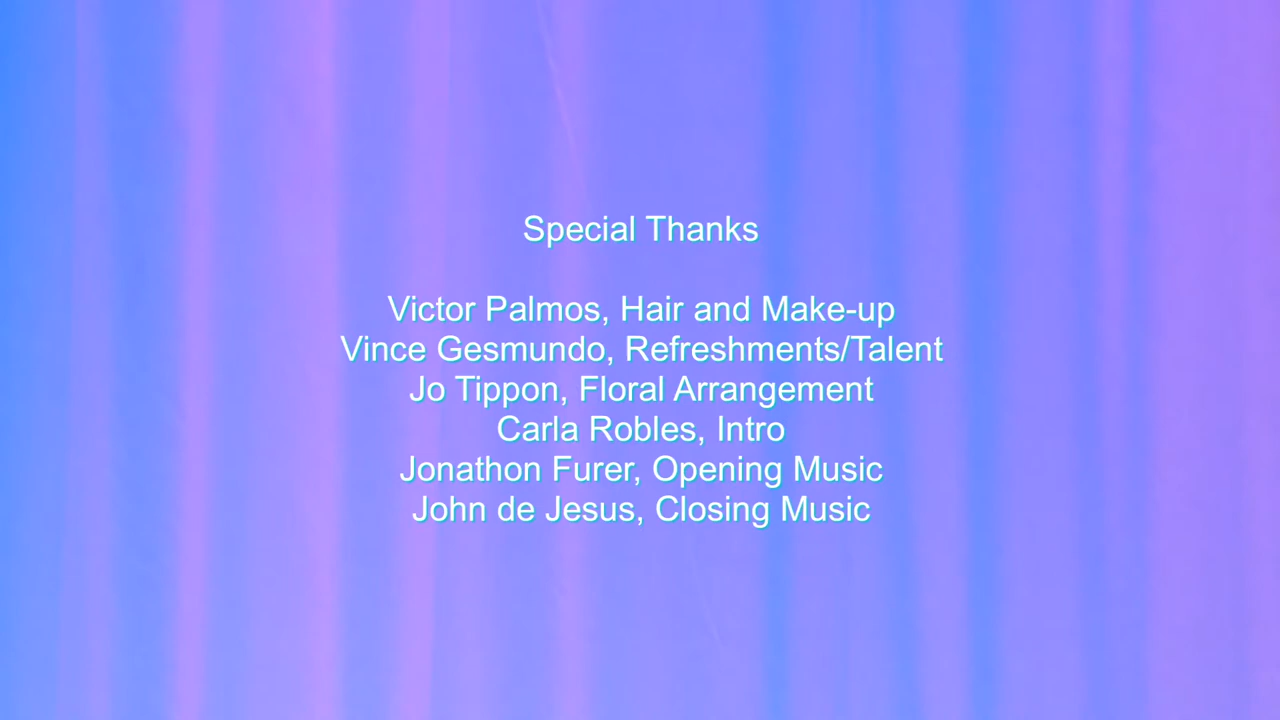 Special Thanks
Victor Palmos, Hair and Make-up
Vince Gesmundo, Refreshments/Talent
Jo Tippon, Floral Arrangement
Carla Robles, Intro
Jonathon Furer, Opening Music
John de Jesus, Closing Music